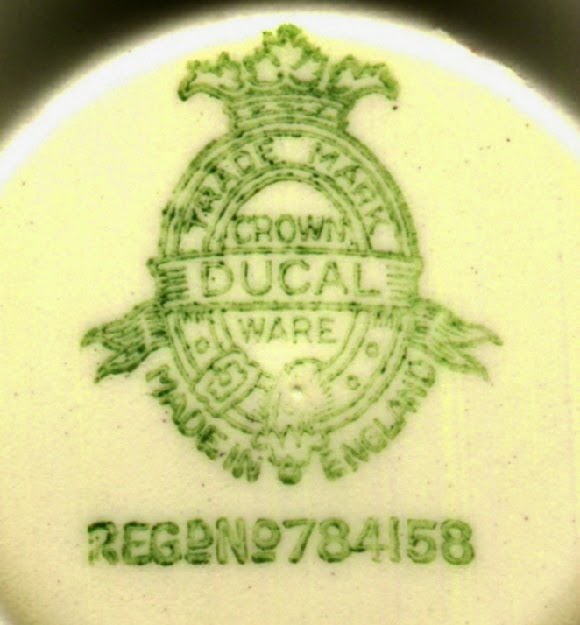 TRADE MARK
CROWN
DUCAL
WARE
MADE IN ENGLAND
REGD No 784158